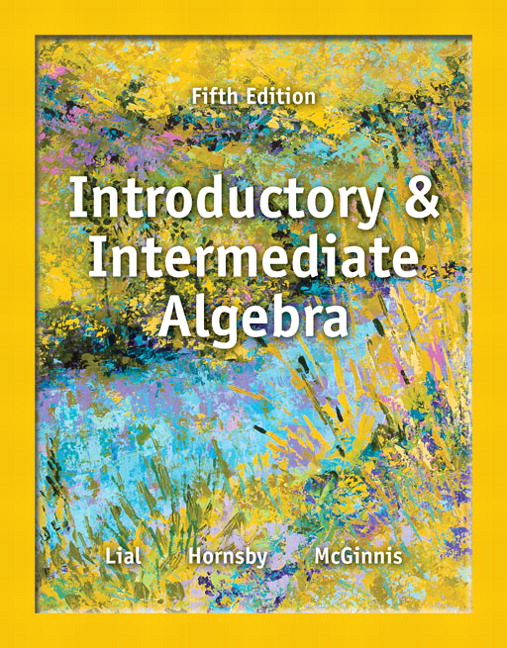 Fifth Edition
Introductory &
Intermediate
Algebra
Lial Hornsby McGinnis